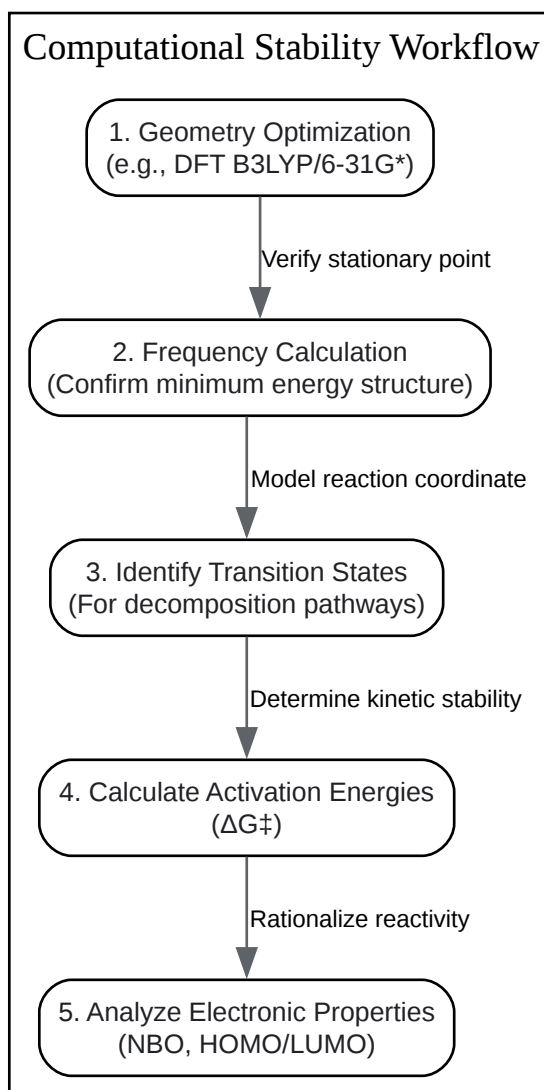 Computational Stability Workflow
1. Geometry Optimization
(e.g., DFT B3LYP/6-31G*)
Verify stationary point
2. Frequency Calculation
(Confirm minimum energy structure)
Model reaction coordinate
3. Identify Transition States
(For decomposition pathways)
Determine kinetic stability
4. Calculate Activation Energies
(ΔG‡)
Rationalize reactivity
5. Analyze Electronic Properties
(NBO, HOMO/LUMO)